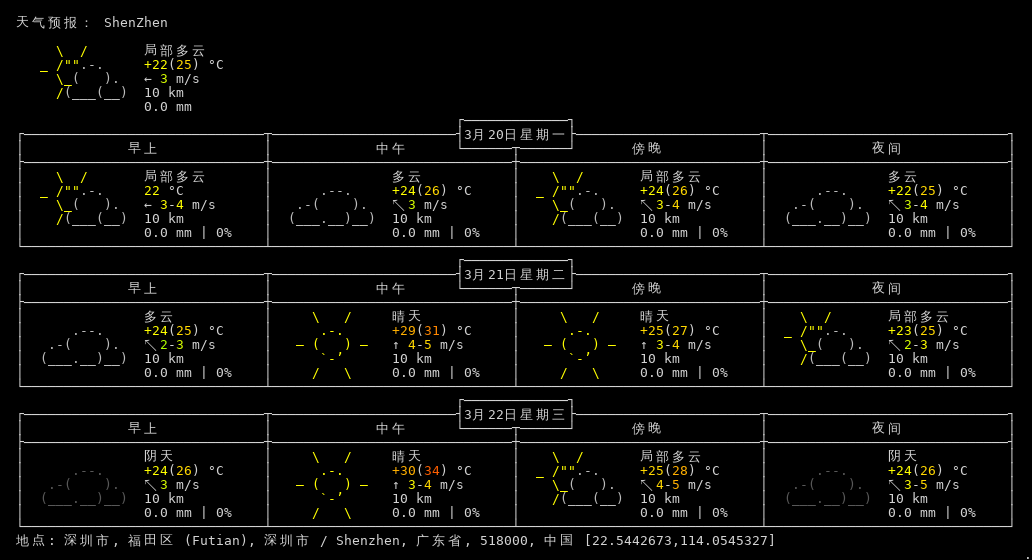 天气预报： ShenZhen
局部多云
+22(25) °C
← 3 m/s
10 km
0.0 mm
3月20日星期一
早上 中午 傍晚 夜间
局部多云 多云 局部多云 多云
22 °C +24(26) °C +24(26) °C +22(25) °C
← 3-4 m/s ↖ 3 m/s ↖ 3-4 m/s ↖ 3-4 m/s
10 km 10 km 10 km 10 km
0.0 mm | 0% 0.0 mm | 0% 0.0 mm | 0% 0.0 mm | 0%
3月21日星期二
早上 中午 傍晚 夜间
多云 晴天 晴天 局部多云
+24(25) °C +29(31) °C +25(27) °C +23(25) °C
↖ 2-3 m/s ↑ 4-5 m/s ↑ 3-4 m/s ↖ 2-3 m/s
10 km 10 km 10 km 10 km
0.0 mm | 0% 0.0 mm | 0% 0.0 mm | 0% 0.0 mm | 0%
3月22日星期三
早上 中午 傍晚 夜间
阴天 晴天 局部多云 阴天
+24(26) °C +30(34) °C +25(28) °C +24(26) °C
↖ 3 m/s ↑ 3-4 m/s ↖ 4-5 m/s ↖ 3-5 m/s
10 km 10 km 10 km 10 km
0.0 mm | 0% 0.0 mm | 0% 0.0 mm | 0% 0.0 mm | 0%
地点: 深圳市, 福田区 (Futian), 深圳市 / Shenzhen, 广东省, 518000, 中国 [22.5442673,114.0545327]